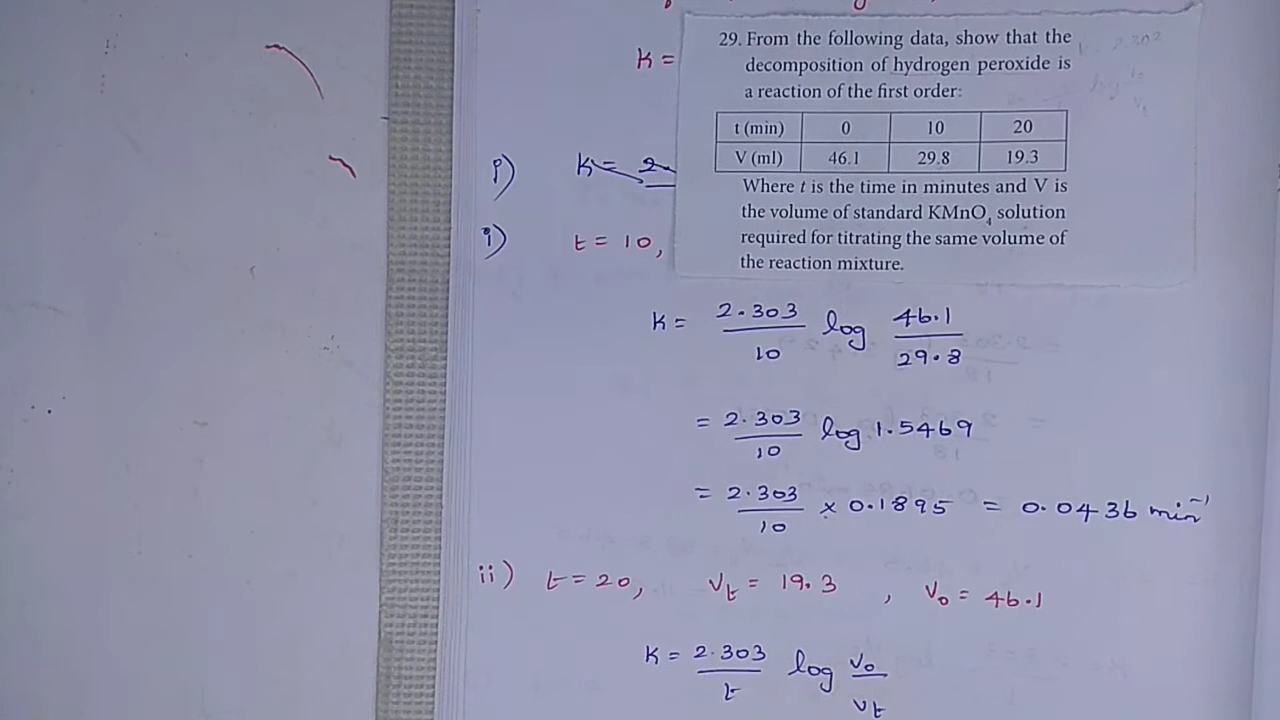 K =
29. From the following data, show that the
decomposition of hydrogen peroxide is
a reaction of the first order:
t (min) 0 10 20
V (ml) 46.1 29.8 19.3
Where t is the time in minutes and V is
the volume of standard KMnO4 solution
required for titrating the same volume of
the reaction mixture.
K = 2
i) t = 10,
K = 2.303/10 log 46.1/29.8
= 2.303/10 log 1.5469
= 2.303/10 × 0.1895 = 0.0436 min⁻¹
ii) t = 20, Vt = 19.3 , V0 = 46.1
K = 2.303/t log V0/Vt